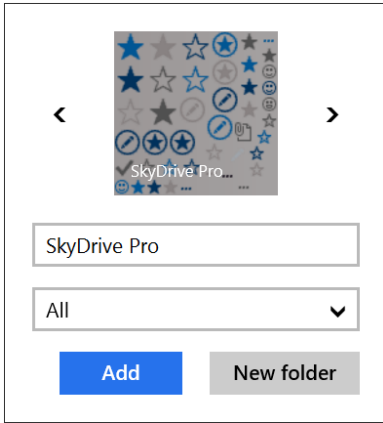 SkyDrive Pro...
SkyDrive Pro
All
Add
New folder